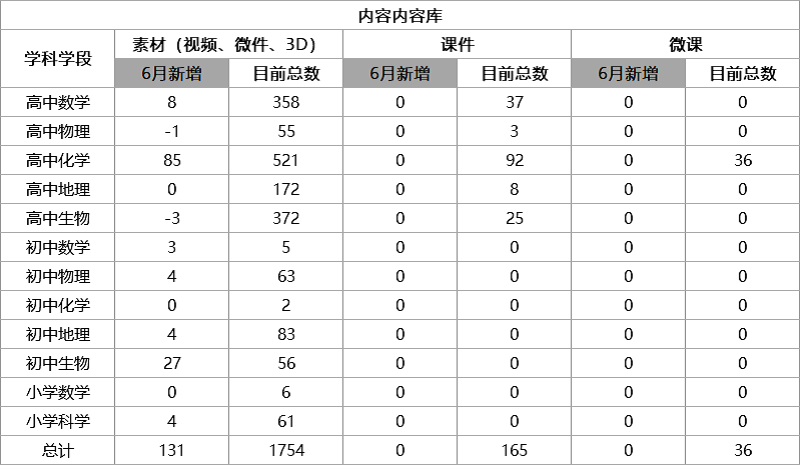 内容内容库
学科学段 素材（视频、微件、3D） 课件 微课
6月新增 目前总数 6月新增 目前总数 6月新增 目前总数
高中数学 8 358 0 37 0 0
高中物理 -1 55 0 3 0 0
高中化学 85 521 0 92 0 36
高中地理 0 172 0 8 0 0
高中生物 -3 372 0 25 0 0
初中数学 3 5 0 0 0 0
初中物理 4 63 0 0 0 0
初中化学 0 2 0 0 0 0
初中地理 4 83 0 0 0 0
初中生物 27 56 0 0 0 0
小学数学 0 6 0 0 0 0
小学科学 4 61 0 0 0 0
总计 131 1754 0 165 0 36